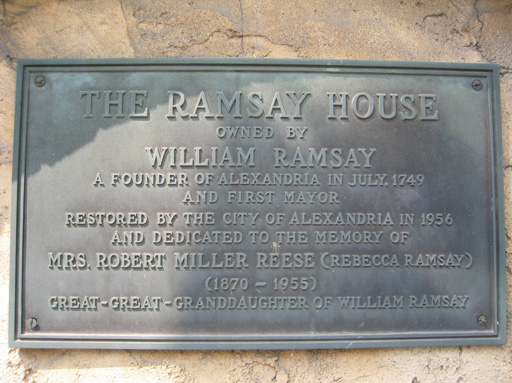 THE RAMSAY HOUSE
OWNED BY
WILLIAM RAMSAY
A FOUNDER OF ALEXANDRIA IN JULY, 1749
AND FIRST MAYOR
RESTORED BY THE CITY OF ALEXANDRIA IN 1956
AND DEDICATED TO THE MEMORY OF
MRS. ROBERT MILLER REESE (REBECCA RAMSAY)
(1870 - 1955)
GREAT-GREAT-GRANDDAUGHTER OF WILLIAM RAMSAY